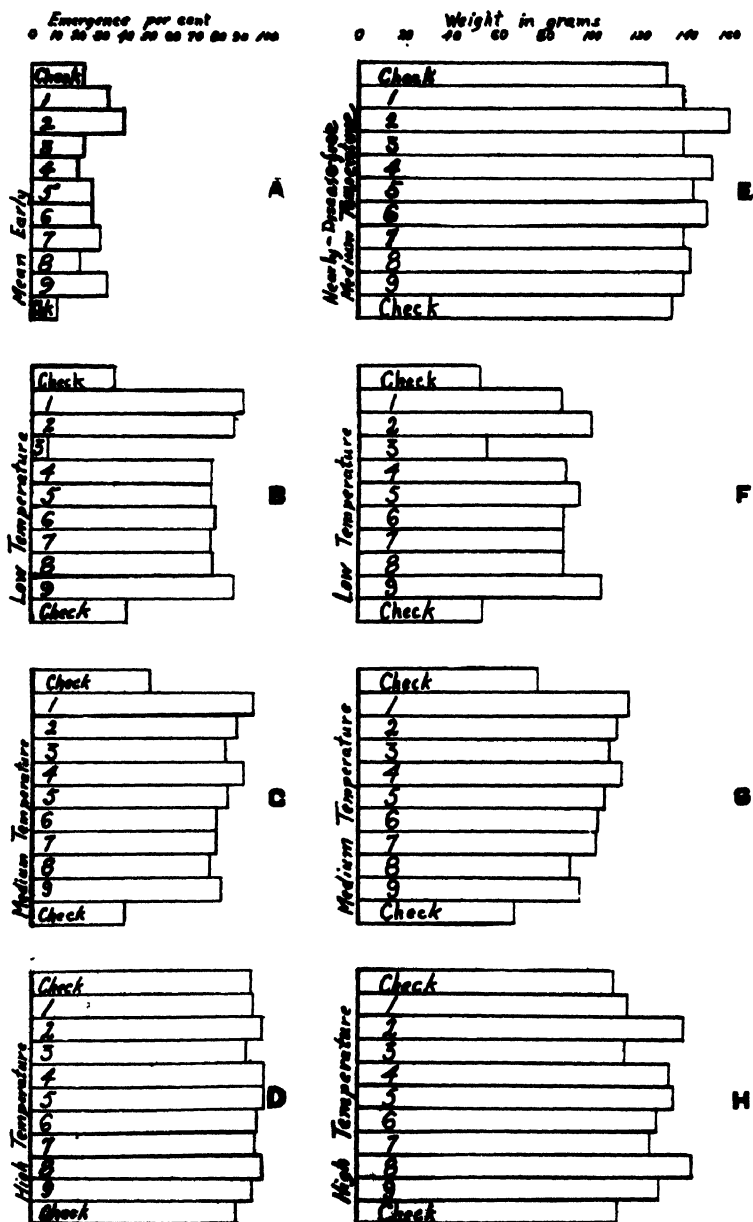 Emergence per cent
0 10 20 30 40 50 60 70 80 90 100
Mean Early
Check
1
2
3
4
5
6
7
8
9
Ck
A
Low Temperature
Check
1
2
3
4
5
6
7
8
9
Check
B
Medium Temperature
Check
1
2
3
4
5
6
7
8
9
Check
C
High Temperature
Check
1
2
3
4
5
6
7
8
9
Check
D
Weight in grams
0 20 40 60 80 100 120 140 160
Nearly-Disease free
Medium Temperature
Check
1
2
3
4
5
6
7
8
9
Check
E
Low Temperature
Check
1
2
3
4
5
6
7
8
9
Check
F
Medium Temperature
Check
1
2
3
4
5
6
7
8
9
Check
G
High Temperature
Check
1
2
3
4
5
6
7
8
9
Check
H